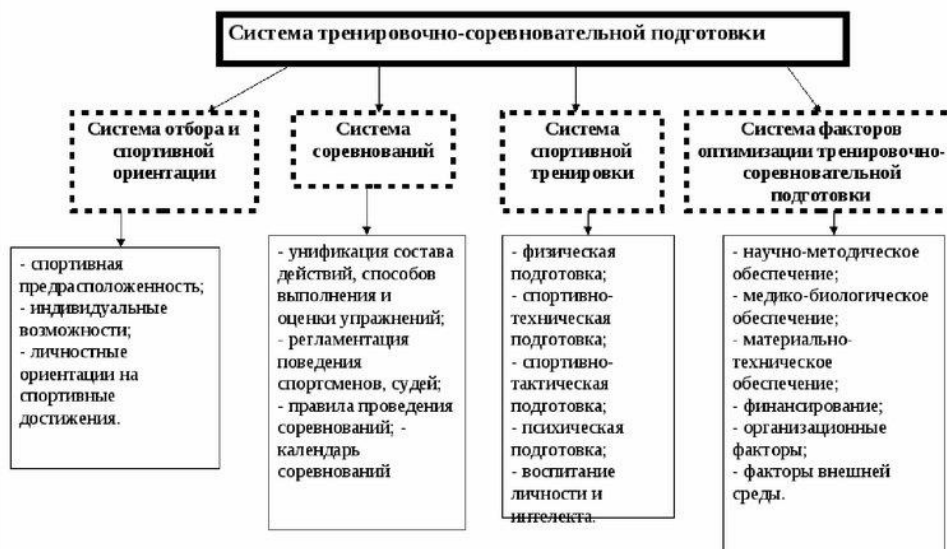 Система тренировочно-соревновательной подготовки
Система отбора и
спортивной
ориентации
Система
соревнований
Система
спортивной
тренировки
Система факторов
оптимизации тренировочно-
соревновательной
подготовки
- спортивная
предрасположенность;
- индивидуальные
возможности;
- личностные
ориентации на
спортивные
достижения.
- унификация состава
действий, способов
выполнения и
оценки упражнений;
- регламентация
поведения
спортсменов, судей;
- правила проведения
соревнований; -
календарь
соревнований
- физическая
подготовка;
- спортивно-
техническая
подготовка;
- спортивно-
тактическая
подготовка;
- психическая
подготовка;
- воспитание
личности и
интелекта.
- научно-методическое
обеспечение;
- медико-биологическое
обеспечение;
- материально-
техническое
обеспечение;
- финансирование;
- организационные
факторы;
- факторы внешней
среды.